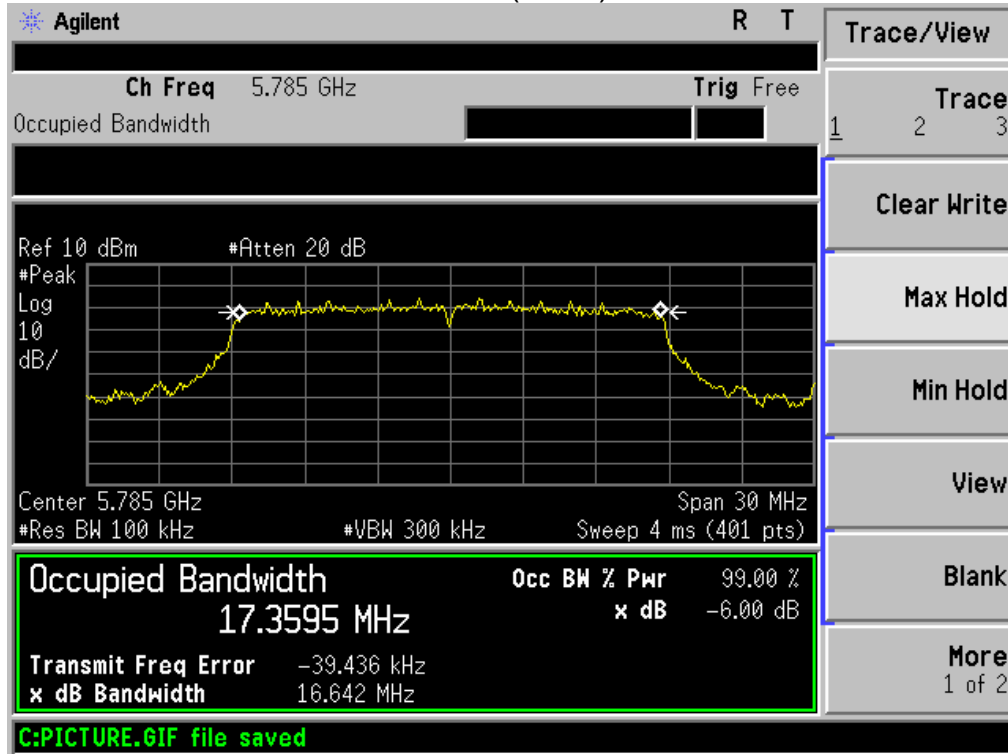 Agilent R T
Ch Freq 5.785 GHz Trig Free
Occupied Bandwidth
Ref 10 dBm #Atten 20 dB
#Peak
Log
10
dB/
Center 5.785 GHz Span 30 MHz
#Res BW 100 kHz #VBW 300 kHz Sweep 4 ms (401 pts)
Occupied Bandwidth Occ BW % Pwr 99.00 %
17.3595 MHz x dB -6.00 dB
Transmit Freq Error -39.436 kHz
x dB Bandwidth 16.642 MHz
C:PICTURE.GIF file saved
Trace/View
Trace
1 2 3
Clear Write
Max Hold
Min Hold
View
Blank
More
1 of 2